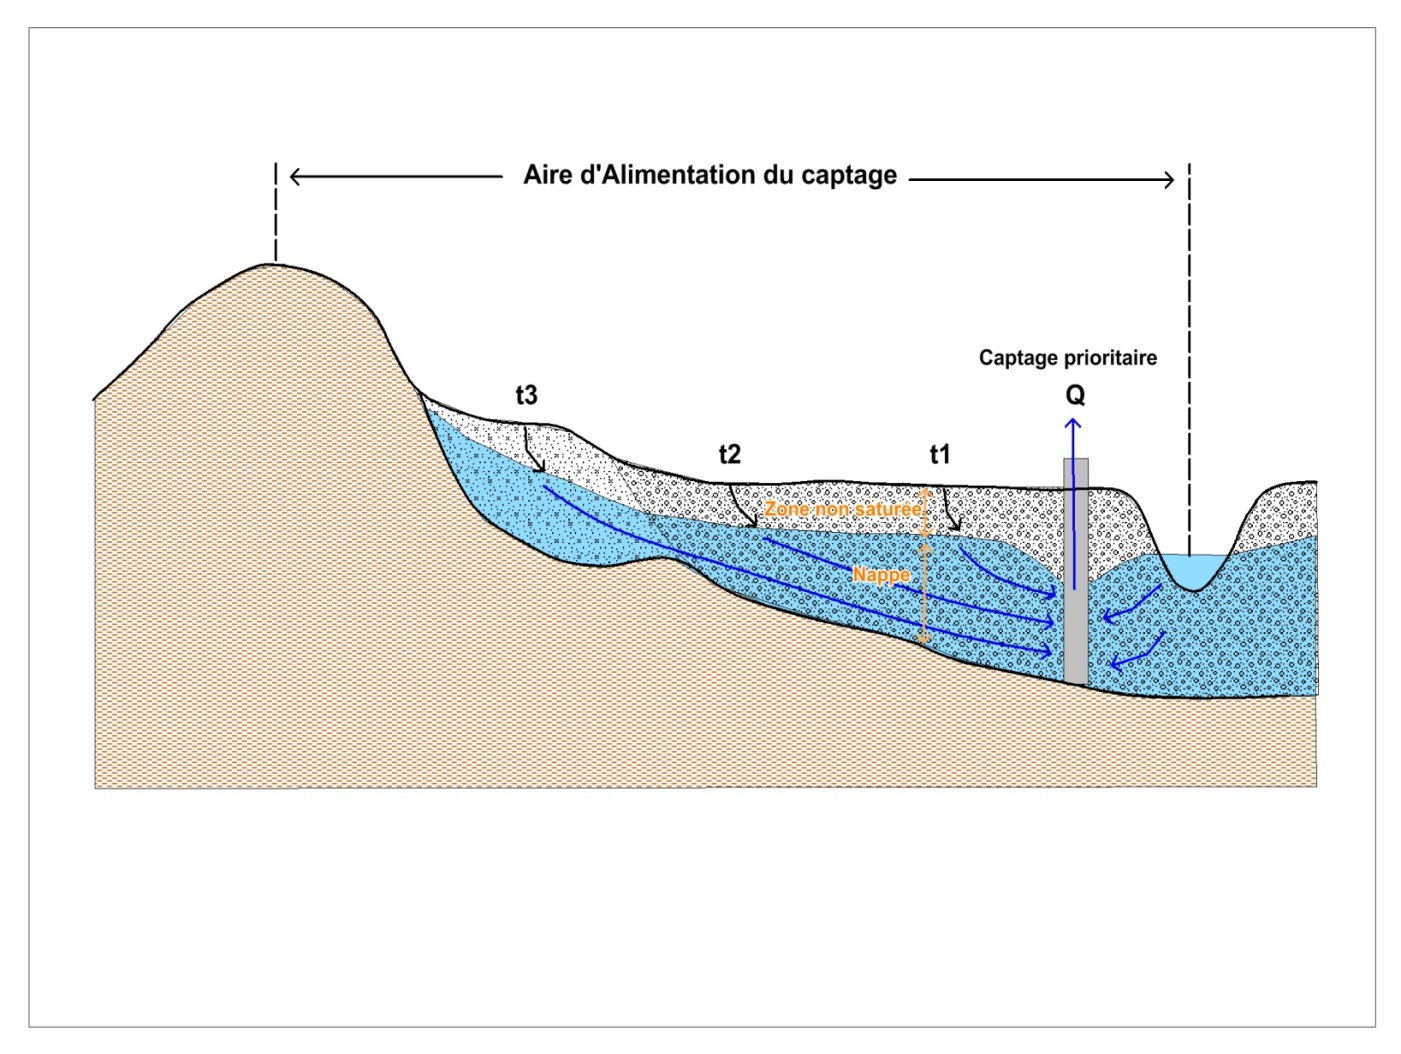 Aire d'Alimentation du captage
Captage prioritaire
Q
t3
t2
t1
Zone non saturée
Nappe